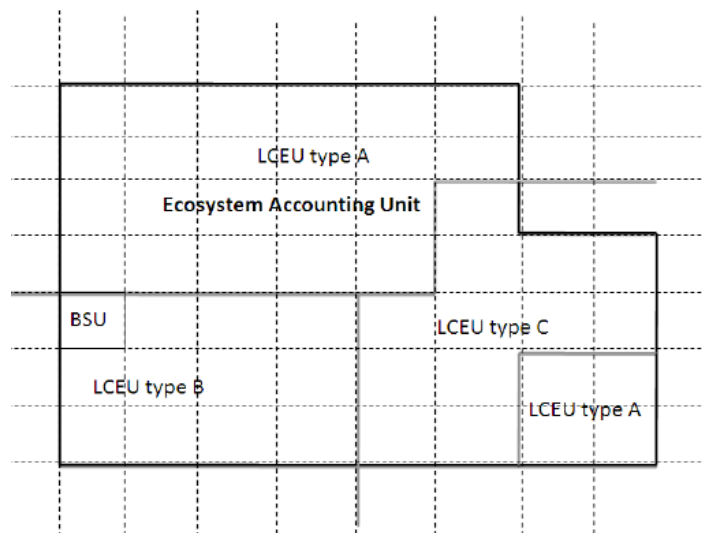 LCEU type A
Ecosystem Accounting Unit
BSU
LCEU type C
LCEU type B
LCEU type A